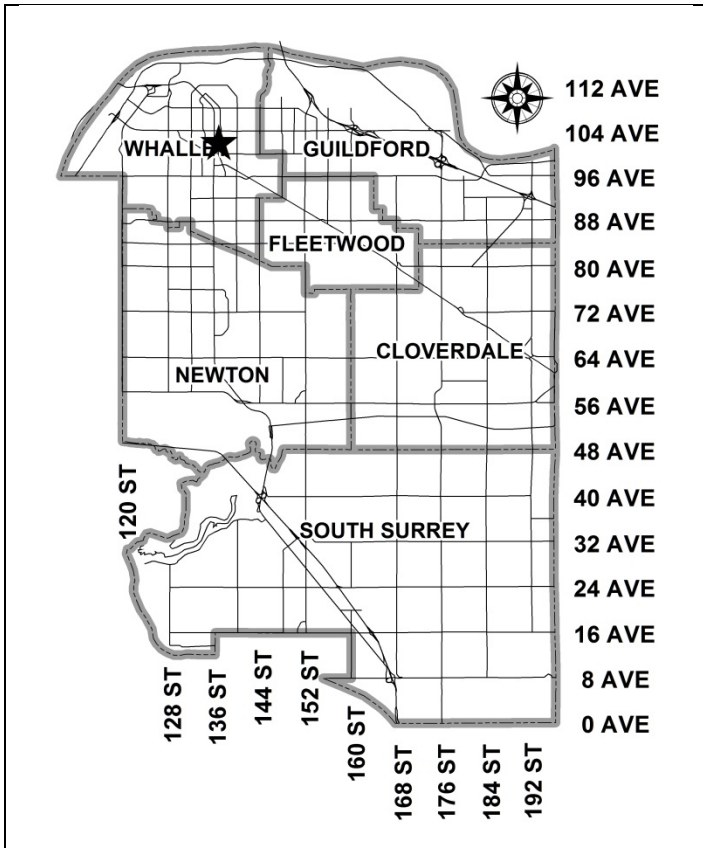 112 AVE
104 AVE
WHALLE
GUILDFORD
96 AVE
88 AVE
FLEETWOOD
80 AVE
72 AVE
CLOVERDALE
64 AVE
NEWTON
56 AVE
48 AVE
120 ST
40 AVE
SOUTH SURREY
32 AVE
24 AVE
16 AVE
128 ST
136 ST
144 ST
152 ST
8 AVE
160 ST
0 AVE
168 ST
176 ST
184 ST
192 ST